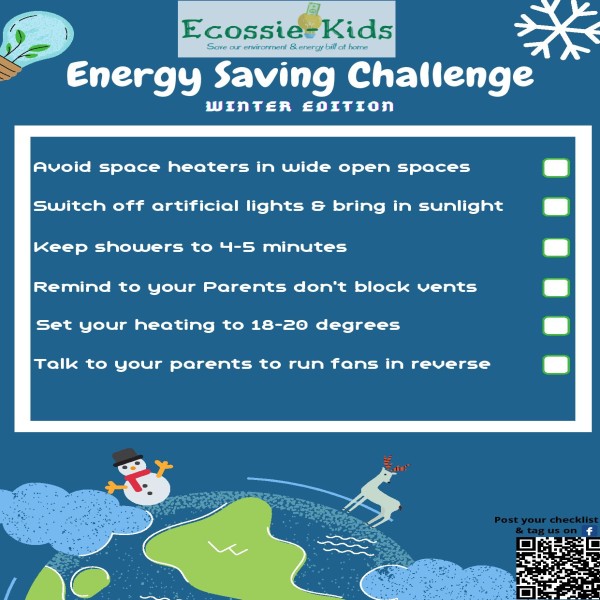 Ecossie-Kids
Save our environment & energy bill at home
Energy Saving Challenge
WINTER EDITION
Avoid space heaters in wide open spaces
Switch off artificial lights & bring in sunlight
Keep showers to 4-5 minutes
Remind to your Parents don't block vents
Set your heating to 18-20 degrees
Talk to your parents to run fans in reverse
Post your checklist
& tag us on f